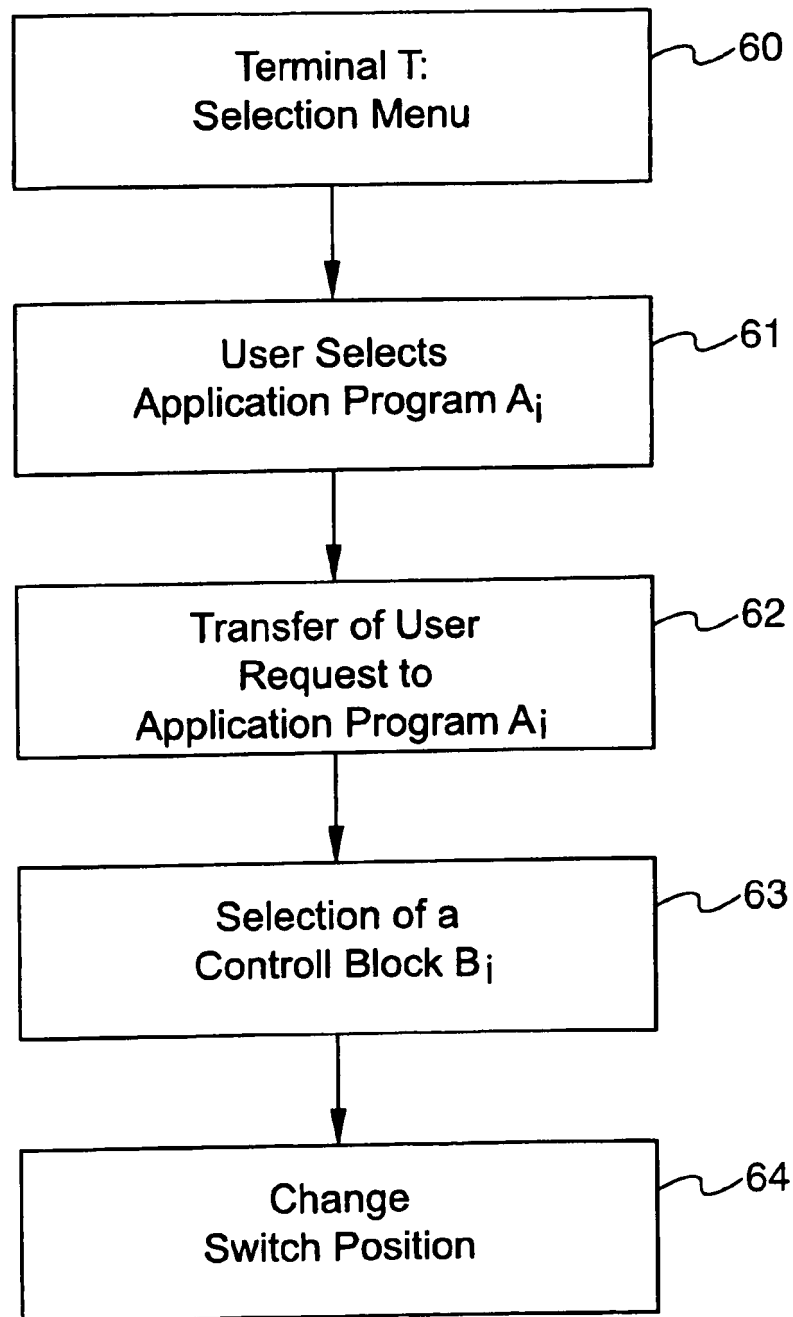 Terminal T:
Selection Menu
60
User Selects
Application Program Ai
61
Transfer of User
Request to
Application Program Ai
62
Selection of a
Controll Block Bi
63
Change
Switch Position
64